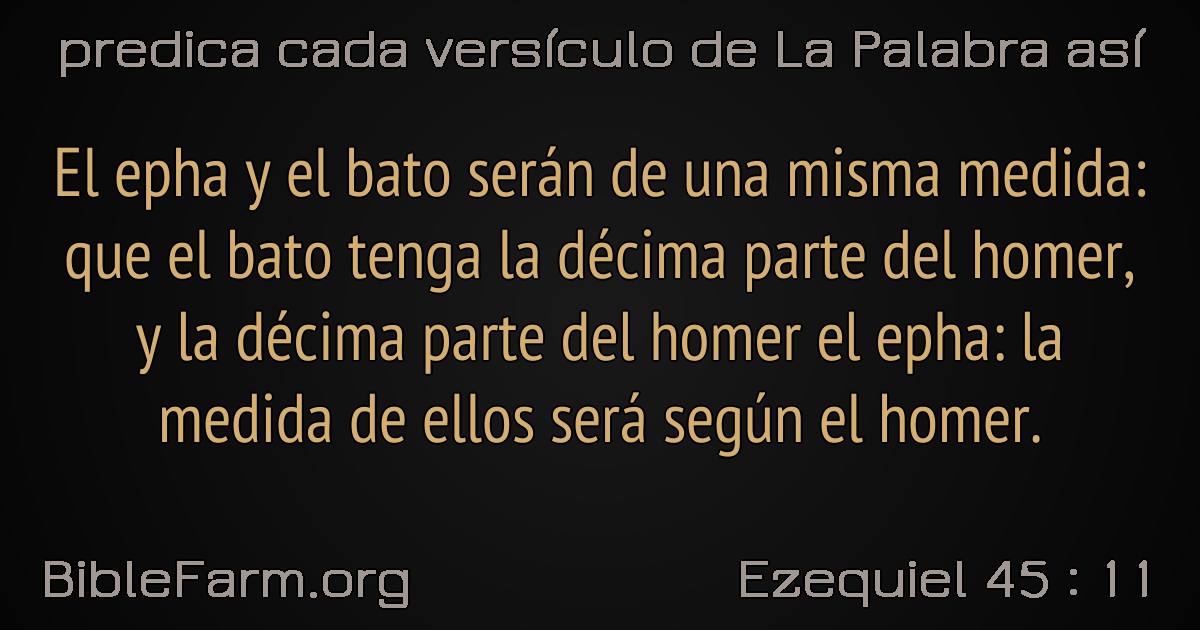 predica cada versículo de La Palabra así
El epha y el bato serán de una misma medida:
que el bato tenga la décima parte del homer,
y la décima parte del homer el epha: la
medida de ellos será según el homer.
BibleFarm.org
Ezequiel 45 : 11